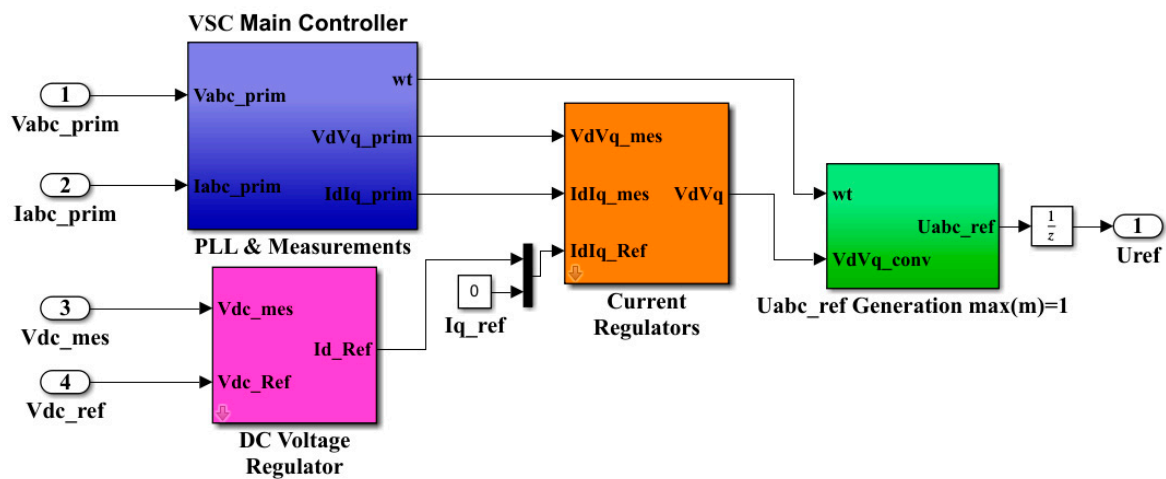 VSC Main Controller
1
Vabc_prim
2
Iabc_prim
Vabc_prim
Iabc_prim
wt
VdVq_prim
IdIq_prim
PLL & Measurements
3
Vdc_mes
4
Vdc_ref
Vdc_mes
Vdc_Ref
Id_Ref
DC Voltage
Regulator
0
Iq_ref
VdVq_mes
IdIq_mes
IdIq_Ref
VdVq
Current
Regulators
wt
VdVq_conv
Uabc_ref
Uabc_ref Generation max(m)=1
1
z
1
Uref